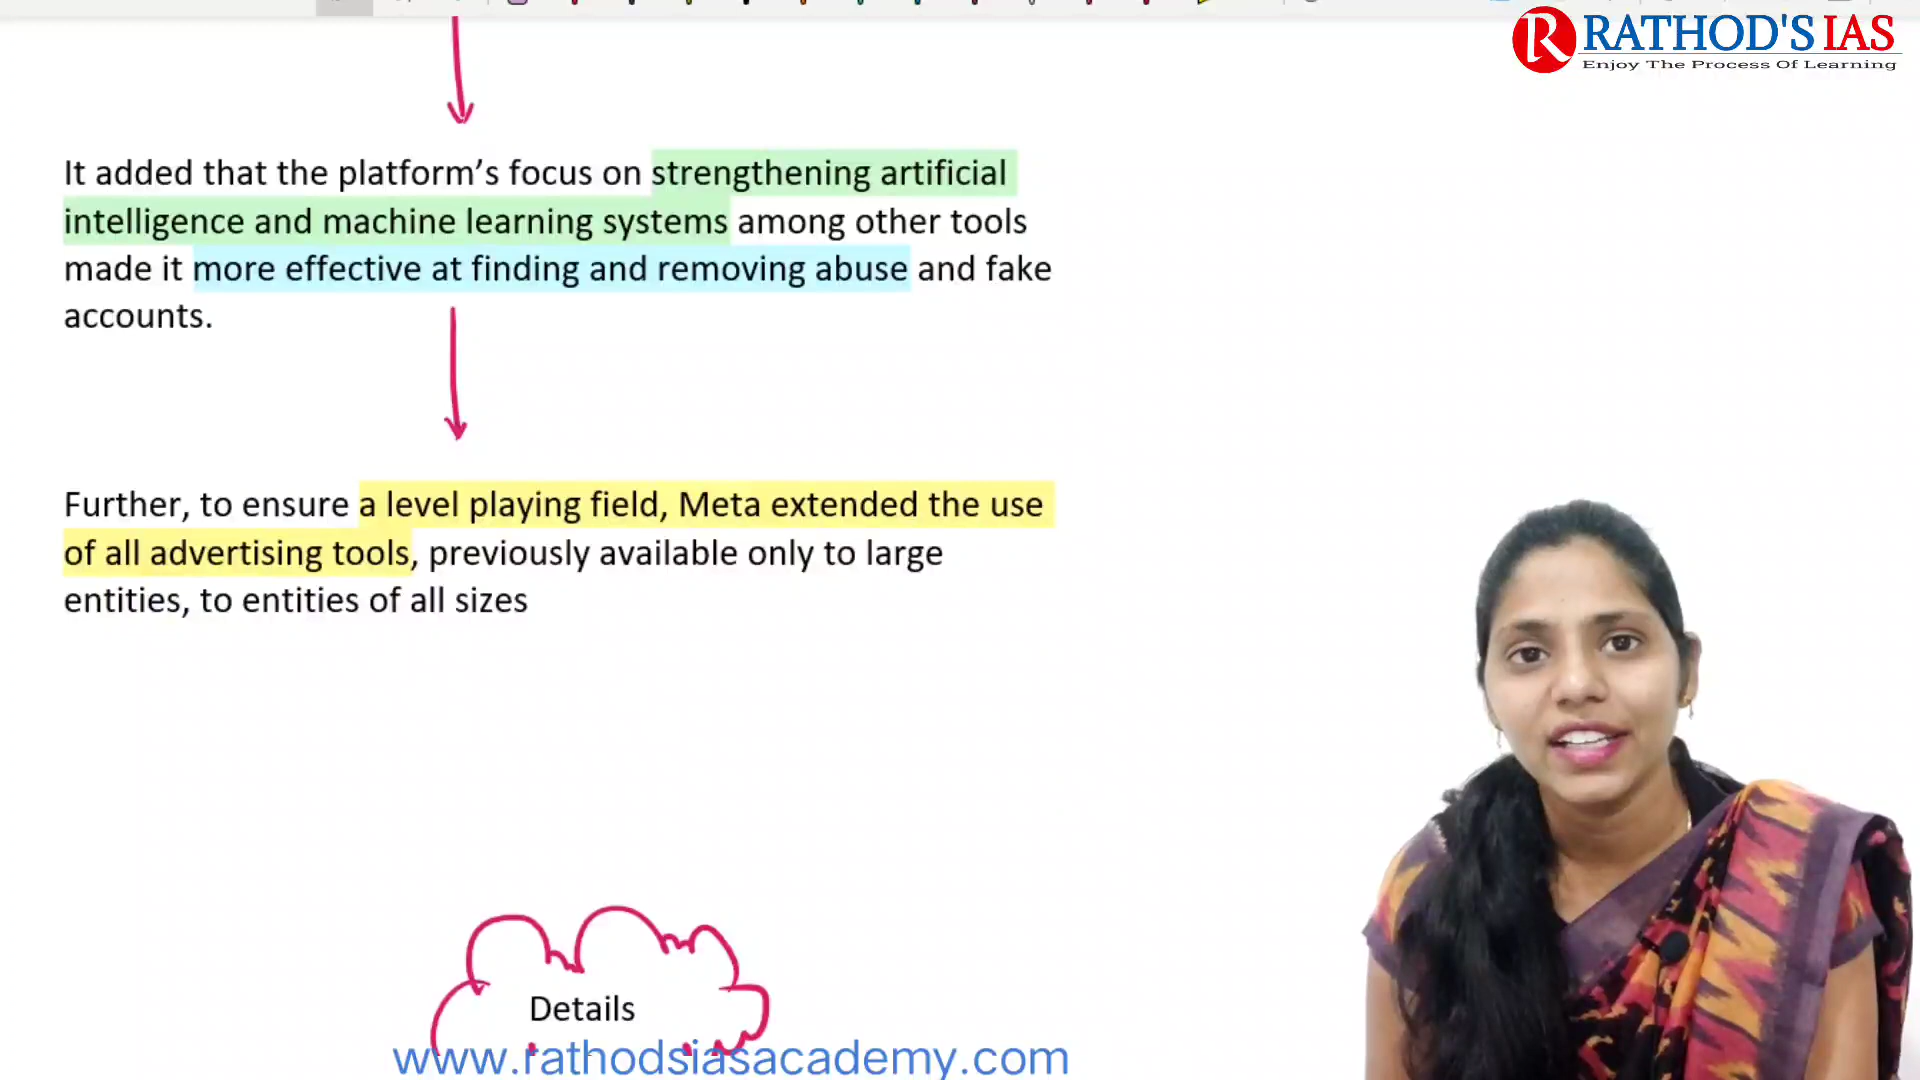 RATHOD'S IAS
Enjoy The Process Of Learning
It added that the platform’s focus on strengthening artificial
intelligence and machine learning systems among other tools
made it more effective at finding and removing abuse and fake
accounts.
Further, to ensure a level playing field, Meta extended the use
of all advertising tools, previously available only to large
entities, to entities of all sizes
Details
www.rathodsiasacademy.com